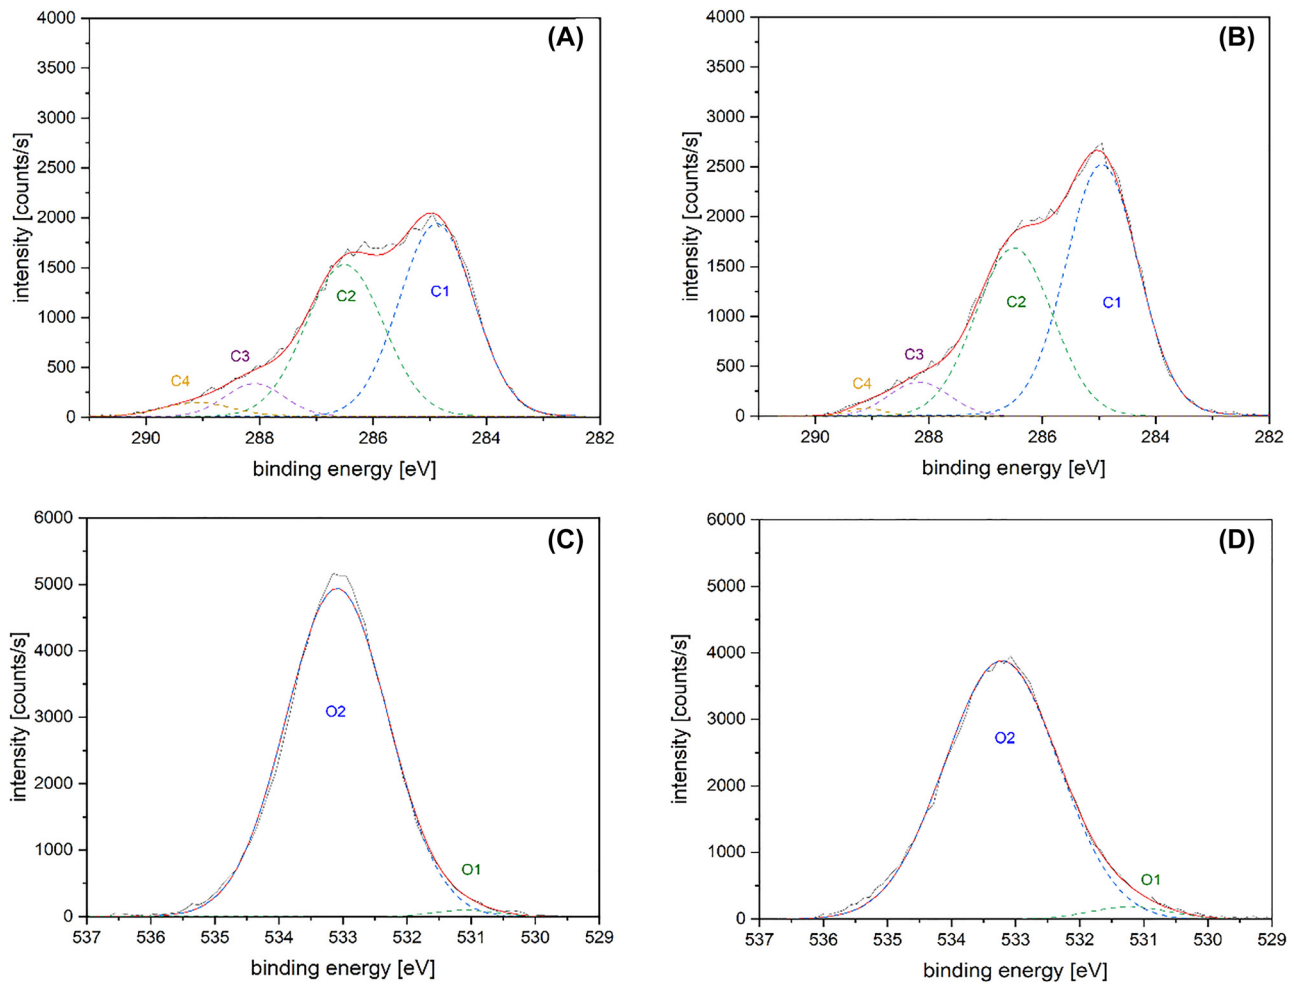 (A)
4000
3500
3000
2500
2000
1500
1000
500
0
intensity [counts/s]
C4
C3
C2
C1
290
288
286
284
282
binding energy [eV]
(B)
4000
3500
3000
2500
2000
1500
1000
500
0
intensity [counts/s]
C4
C3
C2
C1
290
288
286
284
282
binding energy [eV]
(C)
6000
5000
4000
3000
2000
1000
0
intensity [counts/s]
O2
O1
537
536
535
534
533
532
531
530
529
binding energy [eV]
(D)
6000
5000
4000
3000
2000
1000
0
intensity [counts/s]
O2
O1
537
536
535
534
533
532
531
530
529
binding energy [eV]